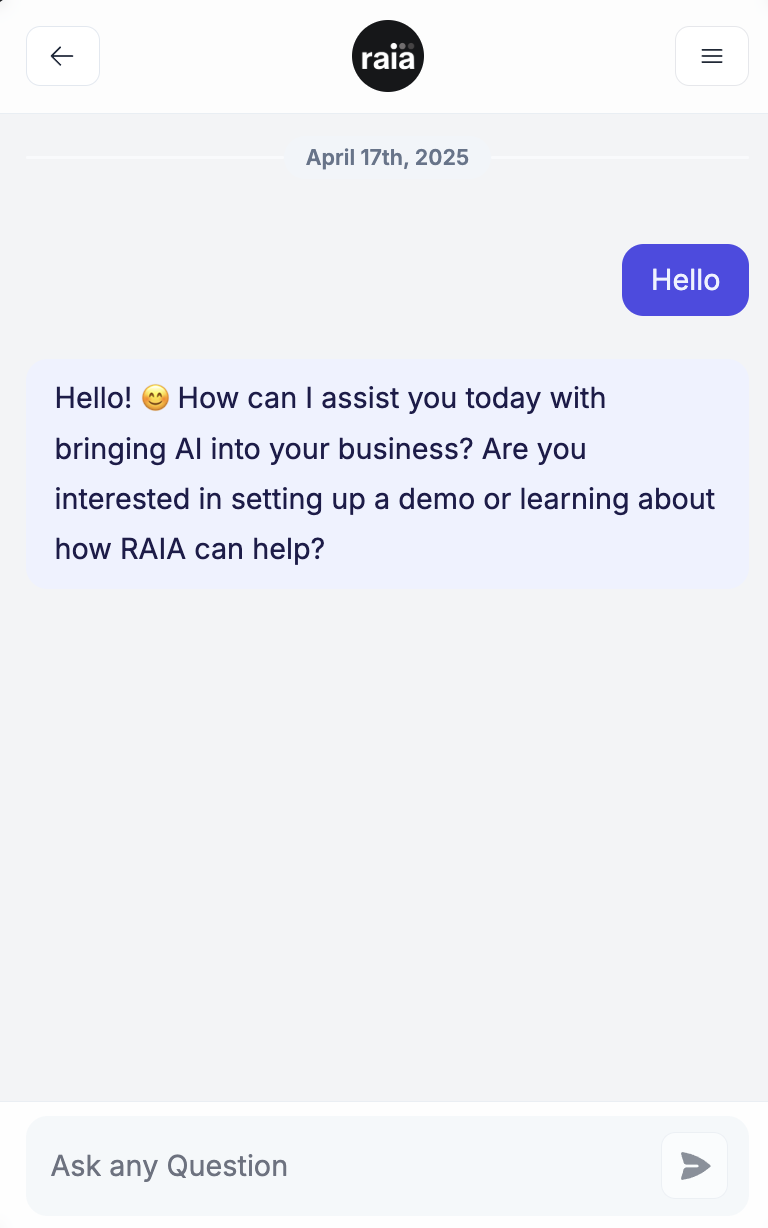 raia
April 17th, 2025
Hello
Hello! 😊 How can I assist you today with
bringing AI into your business? Are you
interested in setting up a demo or learning about
how RAIA can help?
Ask any Question